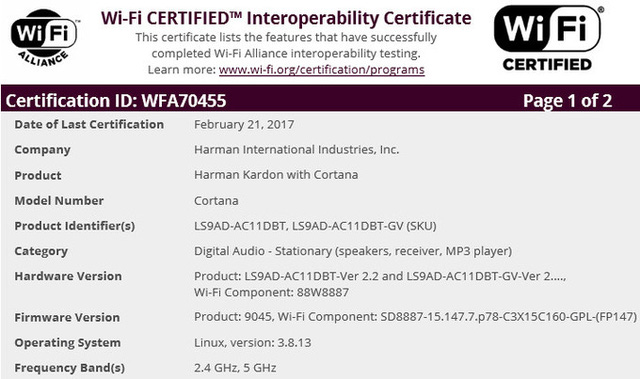 Wi-Fi CERTIFIED™ Interoperability Certificate
This certificate lists the features that have successfully
completed Wi-Fi Alliance interoperability testing.
Learn more: www.wi-fi.org/certification/programs
Wi Fi
ALLIANCE
Wi Fi
CERTIFIED
Certification ID: WFA70455 Page 1 of 2
Date of Last Certification February 21, 2017
Company Harman International Industries, Inc.
Product Harman Kardon with Cortana
Model Number Cortana
Product Identifier(s) LS9AD-AC11DBT, LS9AD-AC11DBT-GV (SKU)
Category Digital Audio - Stationary (speakers, receiver, MP3 player)
Hardware Version Product: LS9AD-AC11DBT-Ver 2.2 and LS9AD-AC11DBT-GV-Ver 2....,
Wi-Fi Component: 88W8887
Firmware Version Product: 9045, Wi-Fi Component: SD8887-15.147.7.p78-C3X15C160-GPL-(FP147)
Operating System Linux, version: 3.8.13
Frequency Band(s) 2.4 GHz, 5 GHz